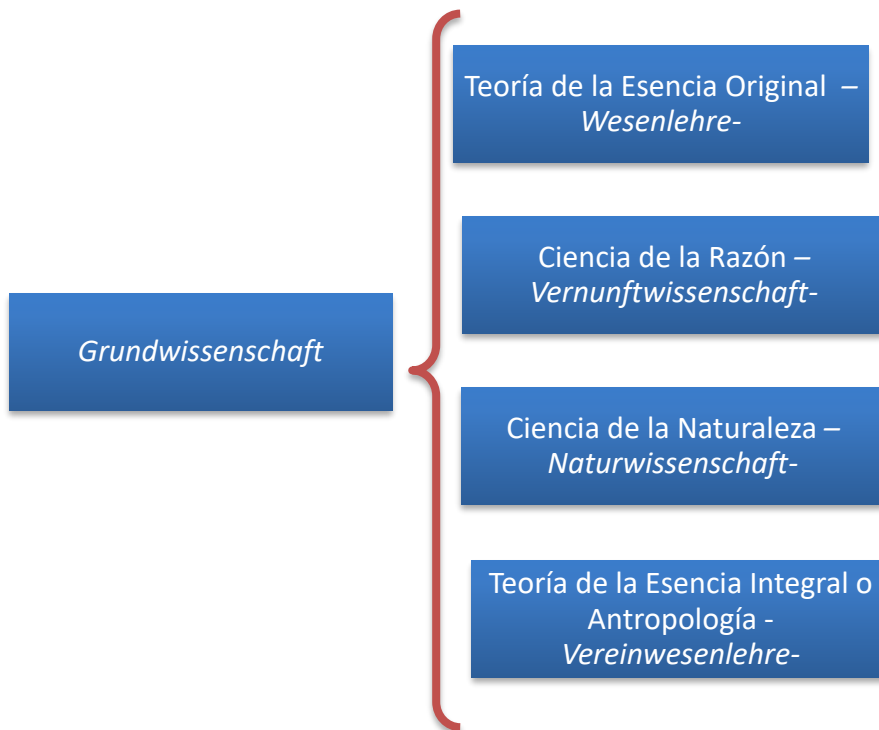 Teoría de la Esencia Original –
Wesenlehre-
Ciencia de la Razón –
Vernunftwissenschaft-
Grundwissenschaft
Ciencia de la Naturaleza –
Naturwissenschaft-
Teoría de la Esencia Integral o
Antropología -
Vereinwesenlehre-